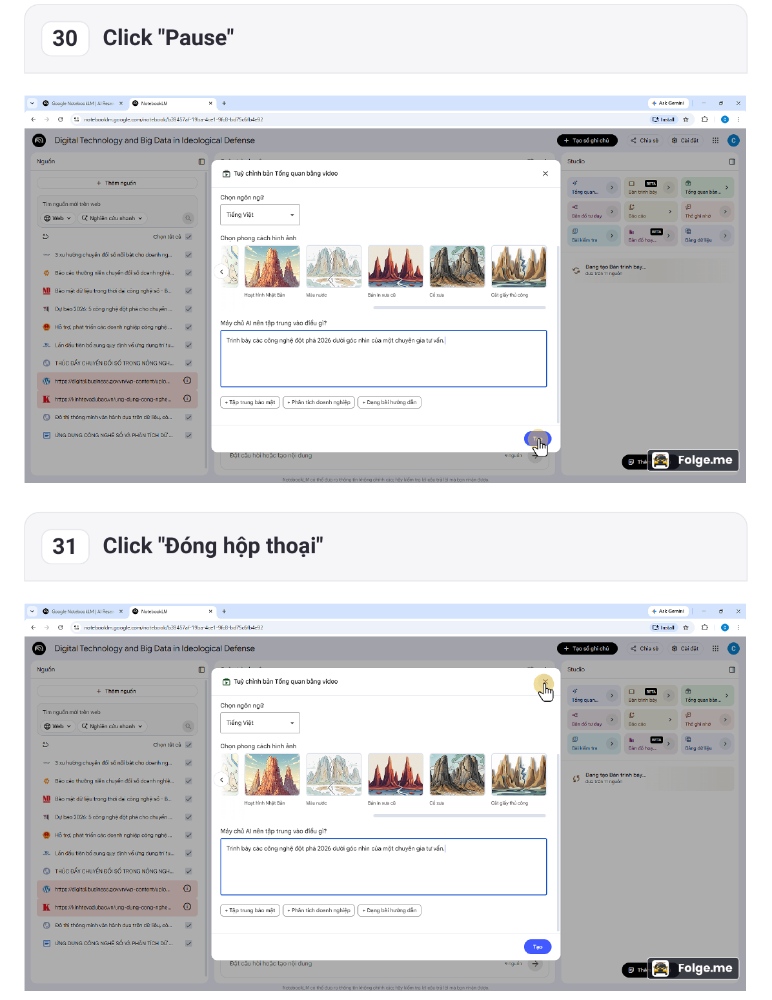 30 Click "Pause"
Google NotebookLM | AI Resea
NotebookLM
Ask Gemini
notebooklm.google.com/notebook/b39457af-19ba-4ce1-9fc8-bd75c6fb4e92
Install
Digital Technology and Big Data in Ideological Defense
Tạo sổ ghi chú
Chia sẻ
Cài đặt
C
Nguồn
+ Thêm nguồn
Tìm nguồn mới trên web
Web
Nghiên cứu nhanh
Chọn tất cả
3 xu hướng chuyển đổi số nổi bật cho doanh ng...
Báo cáo thường niên chuyển đổi số doanh nghiệ...
Bảo mật dữ liệu trong thời đại công nghệ số - B...
Dự báo 2026: 5 công nghệ đột phá cho chuyển ...
Hỗ trợ, phát triển các doanh nghiệp công nghệ ...
Lần đầu tiên bổ sung quy định về ứng dụng trí tu...
THÚC ĐẨY CHUYỂN ĐỔI SỐ TRONG NÔNG NGH...
https://digital.business.gov.vn/wp-content/uplo...
https://kinhtevadubao.vn/ung-dung-cong-nghe...
Đô thị thông minh vận hành dựa trên dữ liệu, cô...
ỨNG DỤNG CÔNG NGHỆ SỐ VÀ PHÂN TÍCH DỮ ...
Tuỳ chỉnh bản Tổng quan bằng video
Chọn ngôn ngữ
Tiếng Việt
Chọn phong cách hình ảnh
Hoạt hình Nhật Bản
Màu nước
Bản in xưa cũ
Cổ xưa
Cắt giấy thủ công
Máy chủ AI nên tập trung vào điều gì?
Trình bày các công nghệ đột phá 2026 dưới góc nhìn của một chuyên gia tư vấn.
+ Tập trung bảo mật
+ Phân tích doanh nghiệp
+ Dạng bài hướng dẫn
Đặt câu hỏi hoặc tạo nội dung
9 nguồn
NotebookLM có thể đưa ra thông tin không chính xác; hãy kiểm tra kỹ câu trả lời mà bạn nhận được.
Studio
Tổng quan...
BETA
Bản trình bày
Tổng quan bằn...
Bản đồ tư duy
Báo cáo
Thẻ ghi nhớ
Bài kiểm tra
BETA
Bản đồ hoạ...
Bảng dữ liệu
Đang tạo Bản trình bày...
dựa trên 11 nguồn
Folge.me
31 Click "Đóng hộp thoại"
Google NotebookLM | AI Resea
NotebookLM
Ask Gemini
notebooklm.google.com/notebook/b39457af-19ba-4ce1-9fc8-bd75c6fb4e92
Install
Digital Technology and Big Data in Ideological Defense
Tạo sổ ghi chú
Chia sẻ
Cài đặt
C
Nguồn
+ Thêm nguồn
Tìm nguồn mới trên web
Web
Nghiên cứu nhanh
Chọn tất cả
3 xu hướng chuyển đổi số nổi bật cho doanh ng...
Báo cáo thường niên chuyển đổi số doanh nghiệ...
Bảo mật dữ liệu trong thời đại công nghệ số - B...
Dự báo 2026: 5 công nghệ đột phá cho chuyển ...
Hỗ trợ, phát triển các doanh nghiệp công nghệ ...
Lần đầu tiên bổ sung quy định về ứng dụng trí tu...
THÚC ĐẨY CHUYỂN ĐỔI SỐ TRONG NÔNG NGH...
https://digital.business.gov.vn/wp-content/uplo...
https://kinhtevadubao.vn/ung-dung-cong-nghe...
Đô thị thông minh vận hành dựa trên dữ liệu, cô...
ỨNG DỤNG CÔNG NGHỆ SỐ VÀ PHÂN TÍCH DỮ ...
Tuỳ chỉnh bản Tổng quan bằng video
Chọn ngôn ngữ
Tiếng Việt
Chọn phong cách hình ảnh
Hoạt hình Nhật Bản
Màu nước
Bản in xưa cũ
Cổ xưa
Cắt giấy thủ công
Máy chủ AI nên tập trung vào điều gì?
Trình bày các công nghệ đột phá 2026 dưới góc nhìn của một chuyên gia tư vấn.
+ Tập trung bảo mật
+ Phân tích doanh nghiệp
+ Dạng bài hướng dẫn
Tạo
Đặt câu hỏi hoặc tạo nội dung
9 nguồn
NotebookLM có thể đưa ra thông tin không chính xác; hãy kiểm tra kỹ câu trả lời mà bạn nhận được.
Studio
Tổng quan...
BETA
Bản trình bày
Tổng quan bằn...
Bản đồ tư duy
Báo cáo
Thẻ ghi nhớ
Bài kiểm tra
BETA
Bản đồ hoạ...
Bảng dữ liệu
Đang tạo Bản trình bày...
dựa trên 11 nguồn
Folge.me